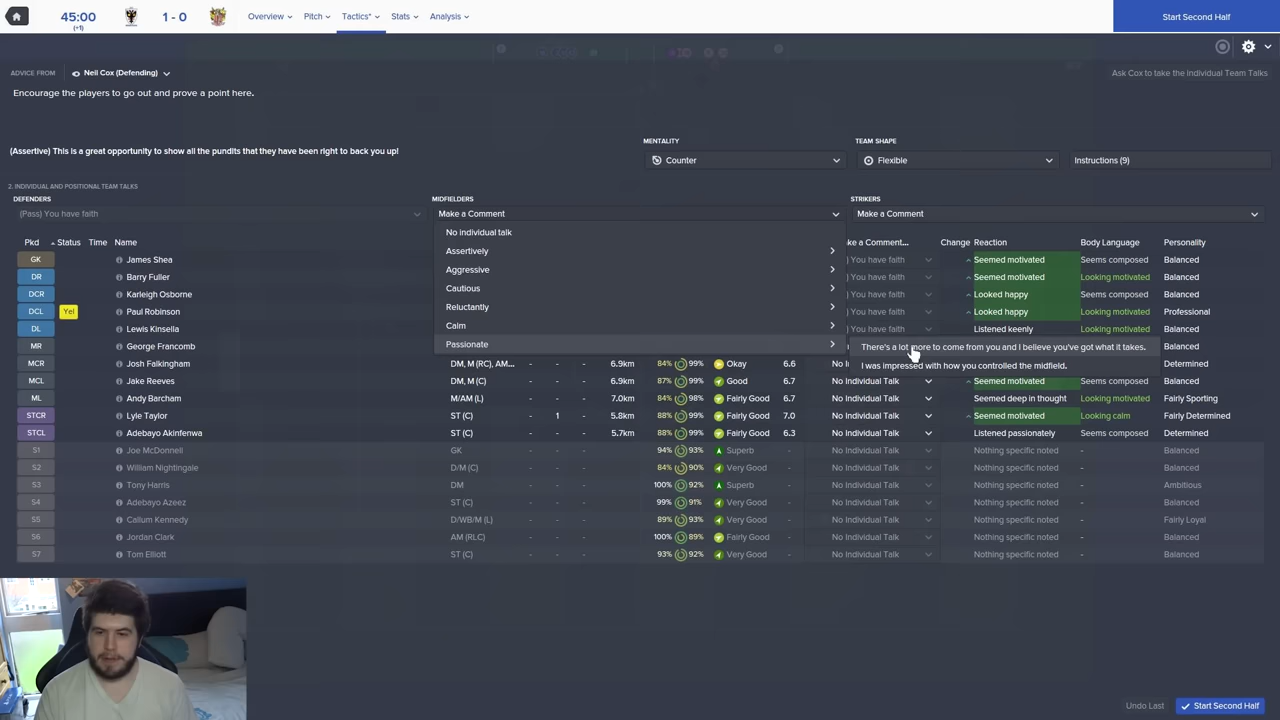 45:00 (+1) 1 - 0 Overview Pitch Tactics* Stats Analysis Start Second Half
ADVICE FROM Neil Cox (Defending) Ask Cox to take the Individual Team Talks
Encourage the players to go out and prove a point here.
MENTALITY TEAM SHAPE
(Assertive) This is a great opportunity to show all the pundits that they have been right to back you up!
Counter Flexible Instructions (9)
2. INDIVIDUAL AND POSITIONAL TEAM TALKS
DEFENDERS MIDFIELDERS STRIKERS
(Pass) You have faith Make a Comment Make a Comment
No individual talk
Assertively
Aggressive
Cautious
Reluctantly
Calm
Passionate
There's a lot more to come from you and I believe you've got what it takes.
I was impressed with how you controlled the midfield.
Pkd Status Time Name ke a Comment... Change Reaction Body Language Personality
GK James Shea ) You have faith Seemed motivated Seems composed Balanced
DR Barry Fuller ) You have faith Seemed motivated Looking motivated Balanced
DCR Karleigh Osborne ) You have faith Looked happy Seems composed Balanced
DCL Yel Paul Robinson ) You have faith Looked happy Looking motivated Professional
DL Lewis Kinsella ) You have faith Listened keenly Looking motivated Balanced
MR George Francomb Balanced
MCR Josh Falkingham DM, M (RC), AM... - - - 6.9km 84% 99% Okay 6.6 No In Determined
MCL Jake Reeves DM, M (C) - - - 6.9km 87% 99% Good 6.7 No Individual Talk Seemed motivated Looking motivated Balanced
ML Andy Barcham M/AM (L) - - - 7.0km 84% 98% Fairly Good 6.7 No Individual Talk Seemed deep in thought Looking motivated Fairly Sporting
STCR Lyle Taylor ST (C) - 1 - 5.8km 88% 99% Fairly Good 7.0 No Individual Talk Seemed motivated Looking calm Fairly Determined
STCL Adebayo Akinfenwa ST (C) - - - 5.7km 88% 99% Fairly Good 6.3 No Individual Talk Listened passionately Seems composed Determined
S1 Joe McDonnell GK - - - 94% 93% Superb - No Individual Talk Nothing specific noted - Balanced
S2 William Nightingale D/M (C) - - - 84% 90% Very Good - No Individual Talk Nothing specific noted - Balanced
S3 Tony Harris DM - - - 100% 92% Superb - No Individual Talk Nothing specific noted - Ambitious
S4 Adebayo Azeez ST (C) - - - 99% 91% Very Good - No Individual Talk Nothing specific noted - Balanced
S5 Callum Kennedy D/WB/M (L) - - - 89% 93% Very Good - No Individual Talk Nothing specific noted - Fairly Loyal
S6 Jordan Clark AM (RLC) - - - 100% 89% Fairly Good - No Individual Talk Nothing specific noted - Balanced
S7 Tom Elliott ST (C) - - - 93% 92% Very Good - No Individual Talk Nothing specific noted - Balanced
Undo Last Start Second Half